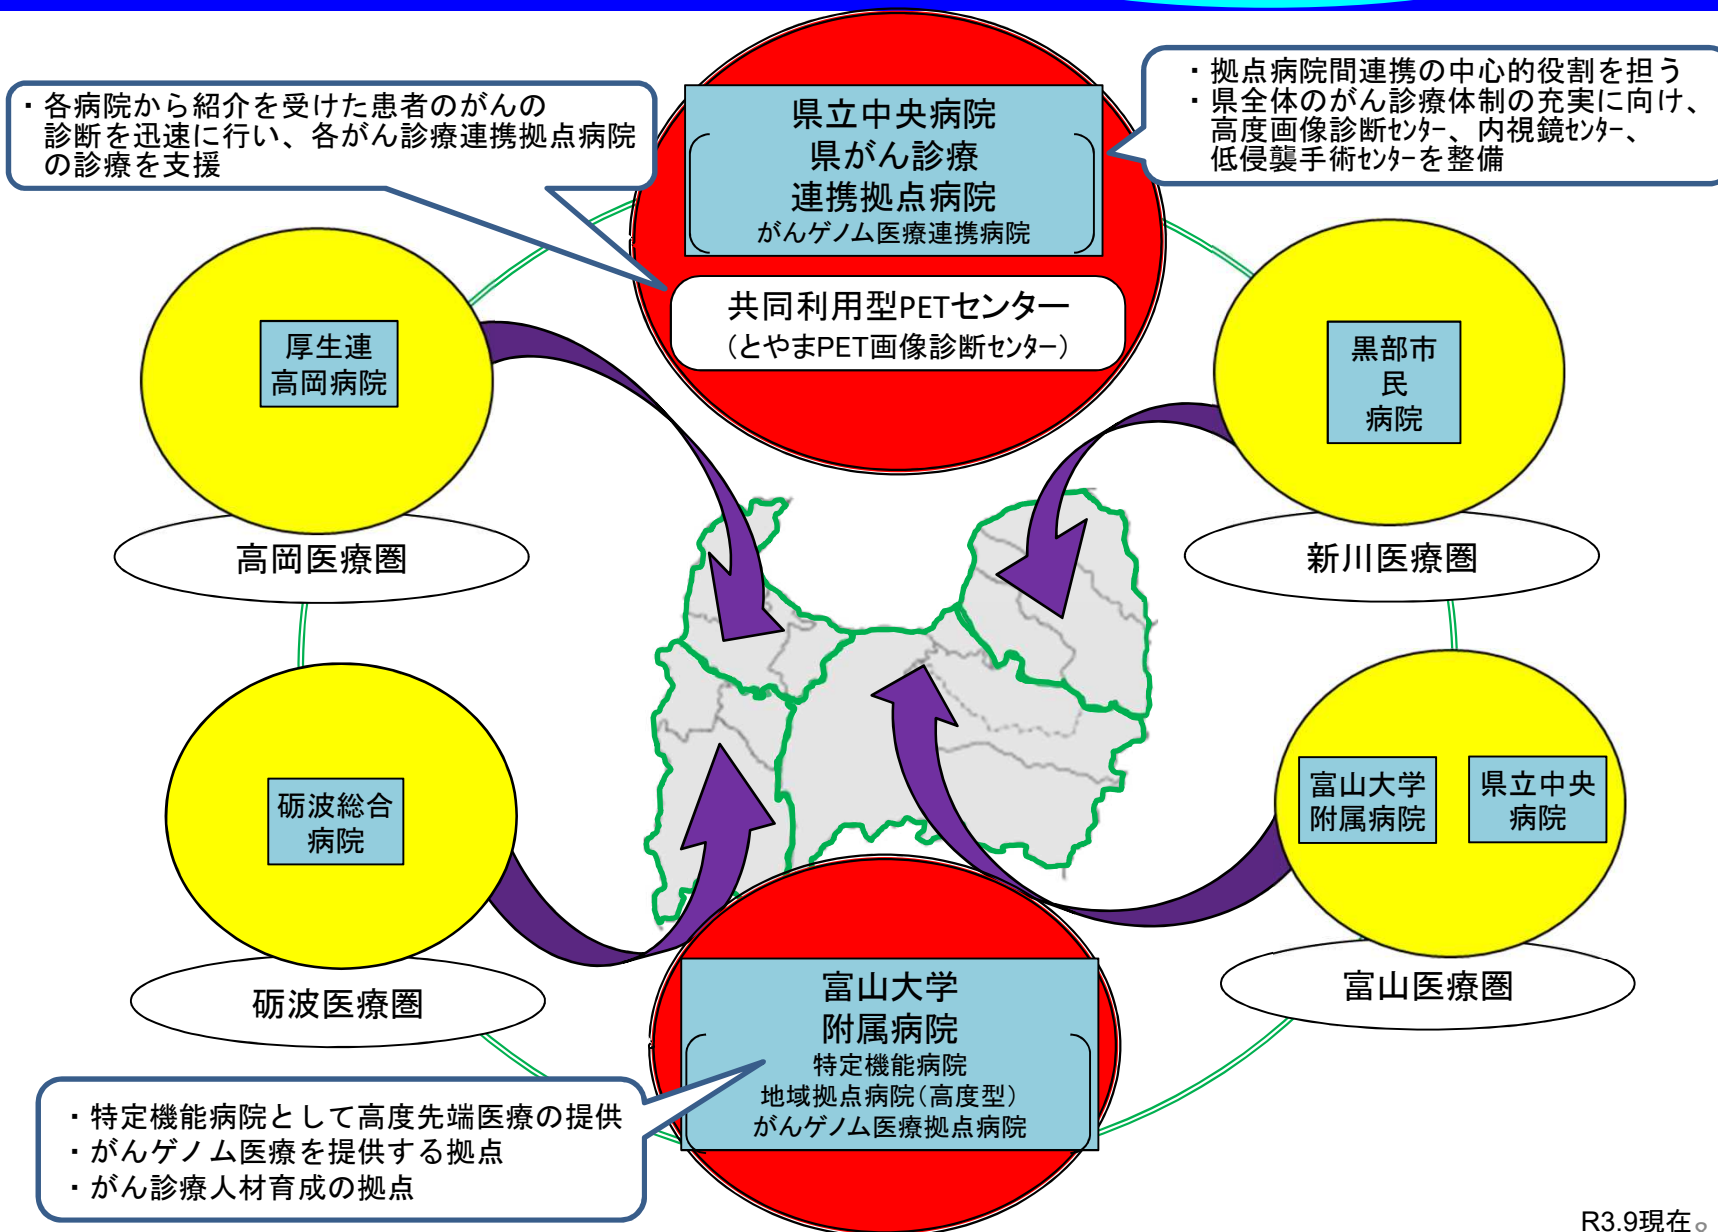 ・各病院から紹介を受けた患者のがんの
診断を迅速に行い、各がん診療連携拠点病院
の診療を支援
県立中央病院
県がん診療
連携拠点病院
がんゲノム医療連携病院
共同利用型PETセンター
（とやまPET画像診断ｾﾝﾀｰ）
・拠点病院間連携の中心的役割を担う
・県全体のがん診療体制の充実に向け、
高度画像診断ｾﾝﾀｰ、内視鏡ｾﾝﾀｰ、
低侵襲手術ｾﾝﾀｰを整備
厚生連
高岡病院
高岡医療圏
黒部市
民
病院
新川医療圏
砺波総合
病院
砺波医療圏
富山大学
附属病院
県立中央
病院
富山医療圏
富山大学
附属病院
特定機能病院
地域拠点病院（高度型）
がんゲノム医療拠点病院
・特定機能病院として高度先端医療の提供
・がんゲノム医療を提供する拠点
・がん診療人材育成の拠点
R3.9現在。